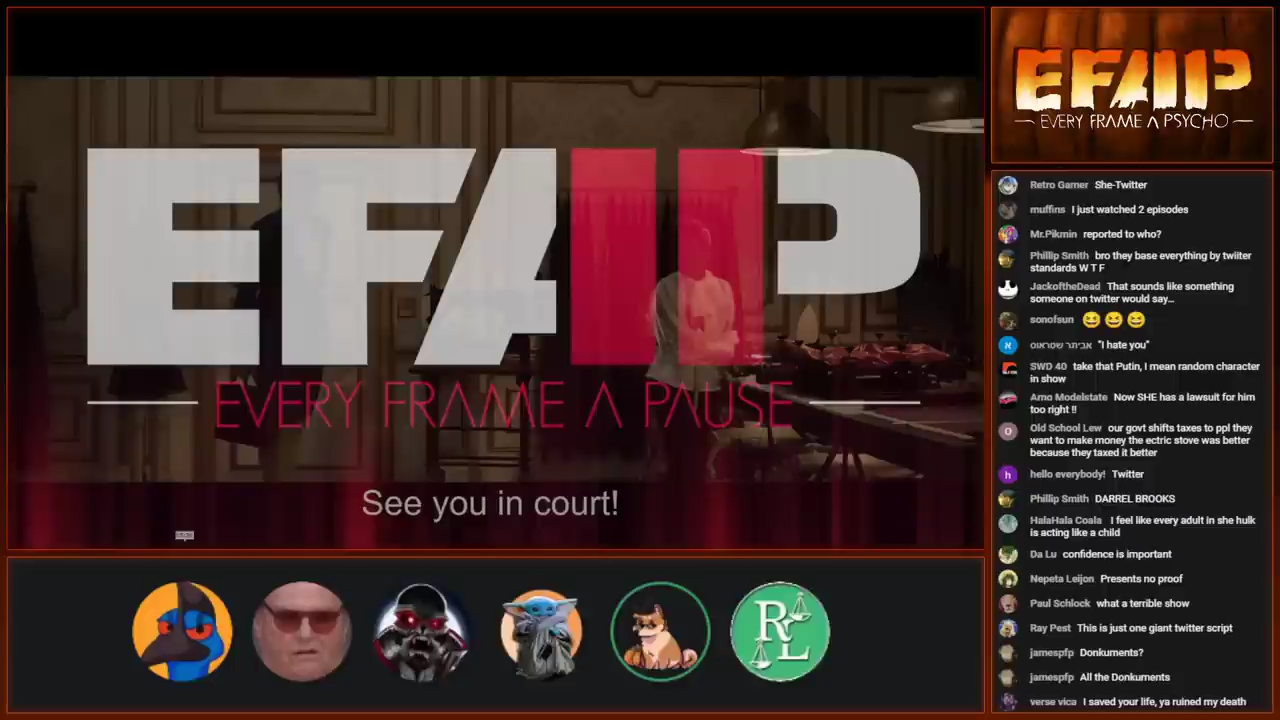 EFAP
EVERY FRAME A PAUSE
See you in court!
EFAP
EVERY FRAME A PSYCHO
Retro Gamer She-Twitter
muffins I just watched 2 episodes
Mr.Pikmin reported to who?
Phillip Smith bro they base everything by twiiter
standards W T F
JackoftheDead That sounds like something
someone on twitter would say...
sonofsun 😆 😆 😆
א
אביתר שטראוס "I hate you"
SWD 40 take that Putin, I mean random character
in show
Arno Modelstate Now SHE has a lawsuit for him
too right !!
O
Old School Lew our govt shifts taxes to ppl they
want to make money the ectric stove was better
because they taxed it better
h
hello everybody! Twitter
Phillip Smith DARREL BROOKS
HalaHala Coala I feel like every adult in she hulk
is acting like a child
Da Lu confidence is important
Nepeta Leijon Presents no proof
Paul Schlock what a terrible show
Ray Pest This is just one giant twitter script
jamespfp Donkuments?
jamespfp All the Donkuments
verse vica I saved your life, ya ruined my death
RL